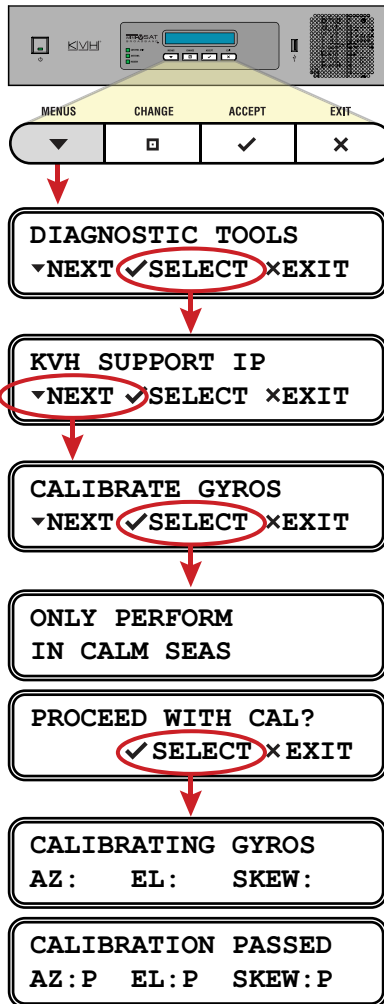 KVH
MENUS CHANGE ACCEPT EXIT
DIAGNOSTIC TOOLS
▼NEXT ✓SELECT ×EXIT
KVH SUPPORT IP
▼NEXT ✓SELECT ×EXIT
CALIBRATE GYROS
▼NEXT ✓SELECT ×EXIT
ONLY PERFORM
IN CALM SEAS
PROCEED WITH CAL?
✓SELECT ×EXIT
CALIBRATING GYROS
AZ: EL: SKEW:
CALIBRATION PASSED
AZ:P EL:P SKEW:P